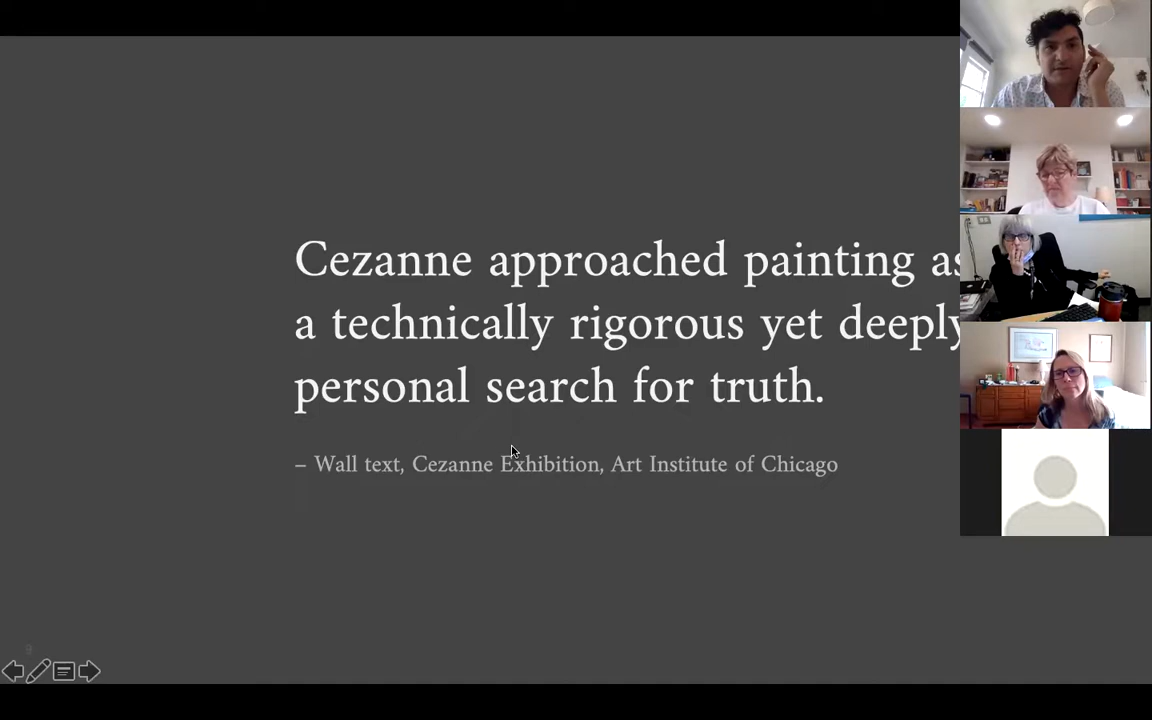 Cezanne approached painting as
a technically rigorous yet deeply
personal search for truth.
– Wall text, Cezanne Exhibition, Art Institute of Chicago
9